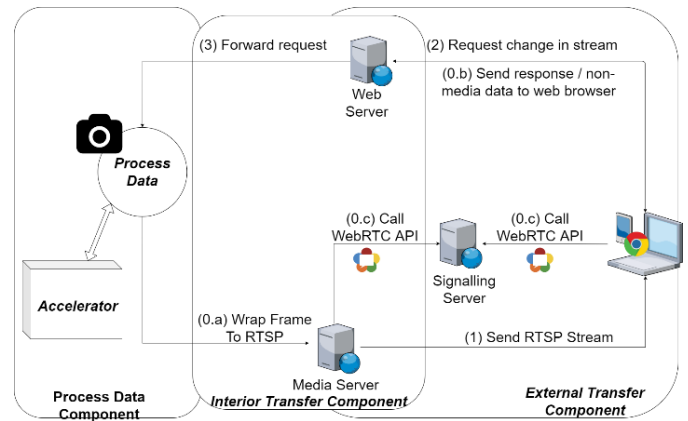 (3) Forward request
(2) Request change in stream
(0.b) Send response / non-
media data to web browser
Web
Server
Process
Data
(0.c) Call
WebRTC API
(0.c) Call
WebRTC API
Signalling
Server
Accelerator
(0.a) Wrap Frame
To RTSP
(1) Send RTSP Stream
Media Server
Process Data
Component
Interior Transfer Component
External Transfer
Component